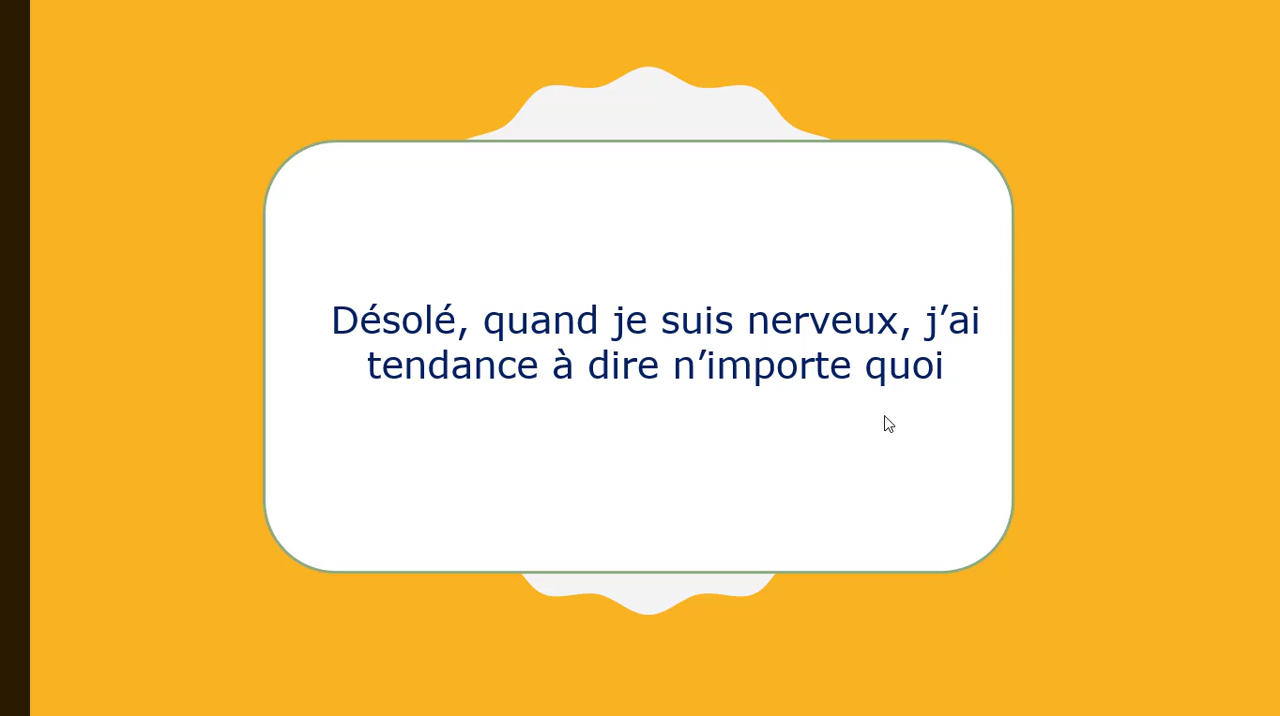 Désolé, quand je suis nerveux, j’ai
tendance à dire n’importe quoi